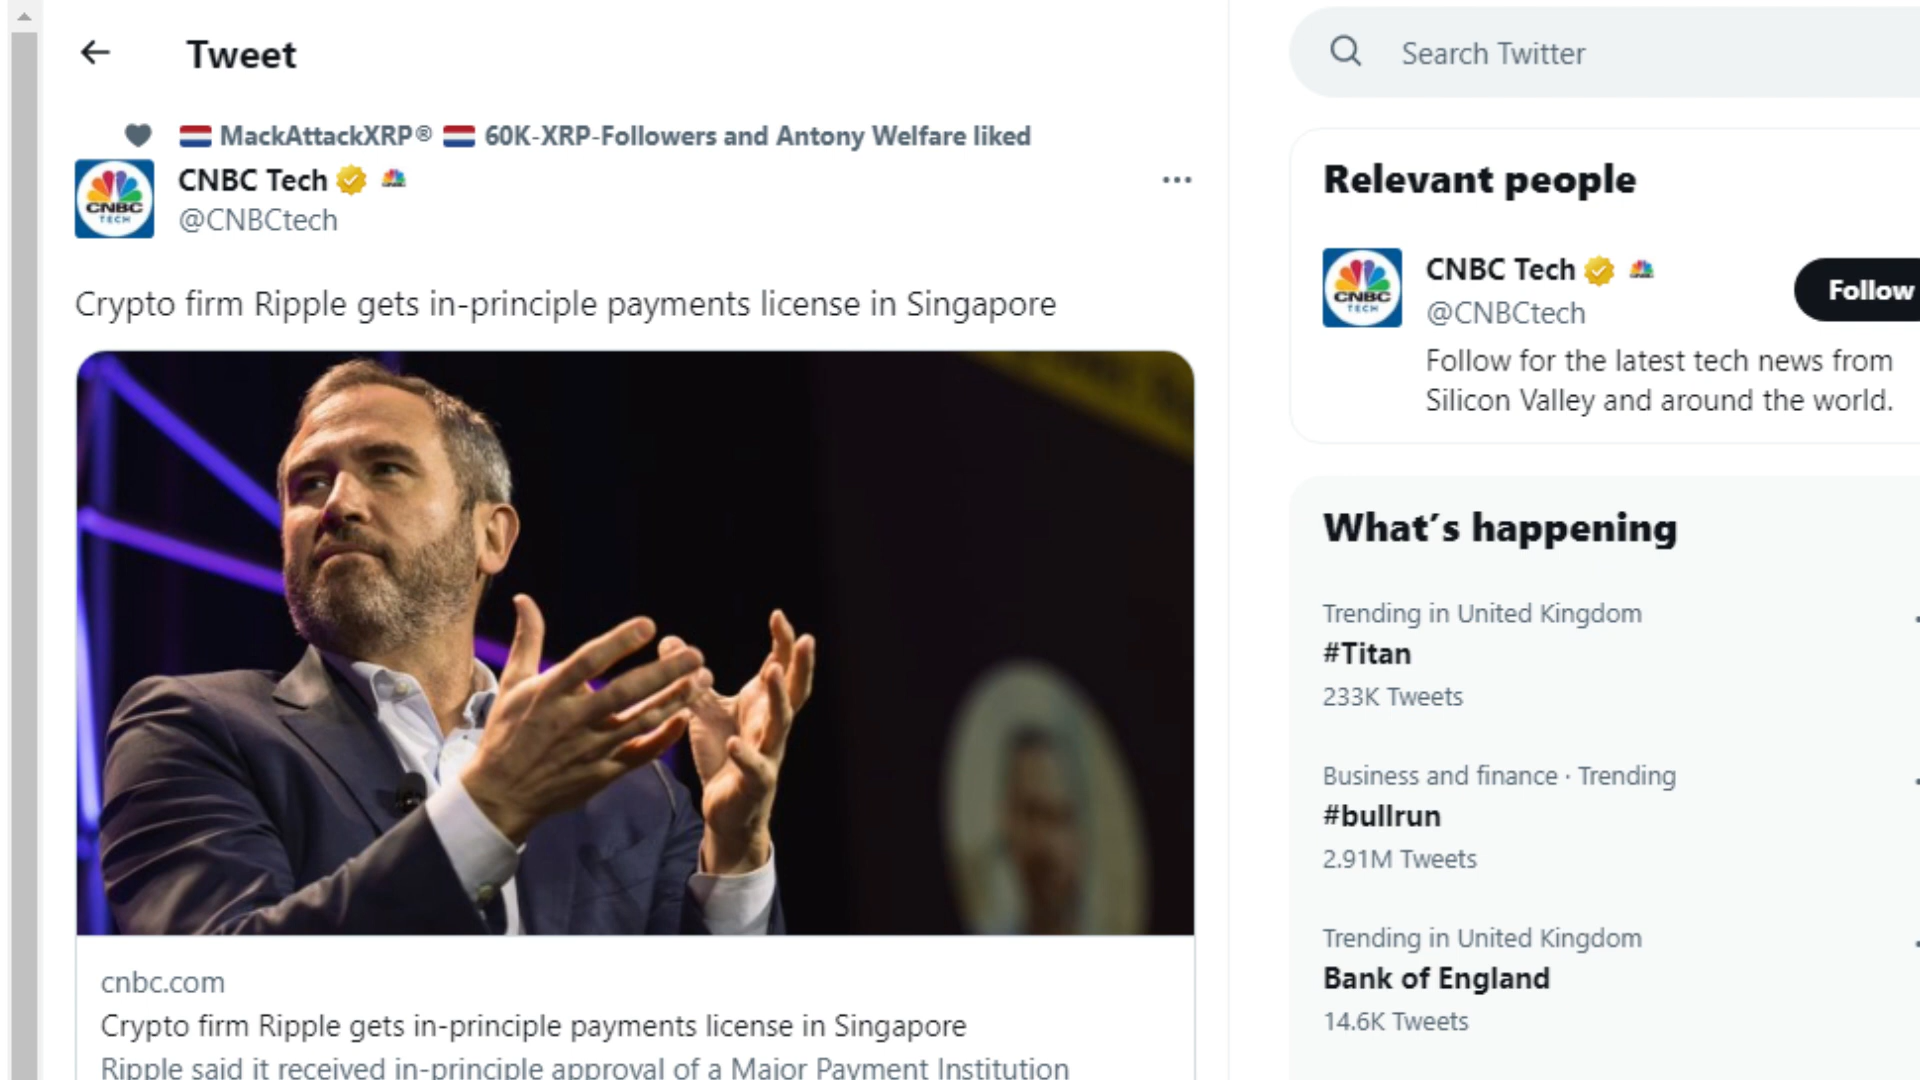 Tweet
MackAttackXRP® 60K-XRP-Followers and Antony Welfare liked
CNBC Tech
@CNBCtech
Crypto firm Ripple gets in-principle payments license in Singapore
cnbc.com
Crypto firm Ripple gets in-principle payments license in Singapore
Ripple said it received in-principle approval of a Major Payment Institution
Search Twitter
Relevant people
CNBC Tech
@CNBCtech
Follow
Follow for the latest tech news from
Silicon Valley and around the world.
What's happening
Trending in United Kingdom
#Titan
233K Tweets
Business and finance · Trending
#bullrun
2.91M Tweets
Trending in United Kingdom
Bank of England
14.6K Tweets
CNBC
TECH
CNBC
TECH